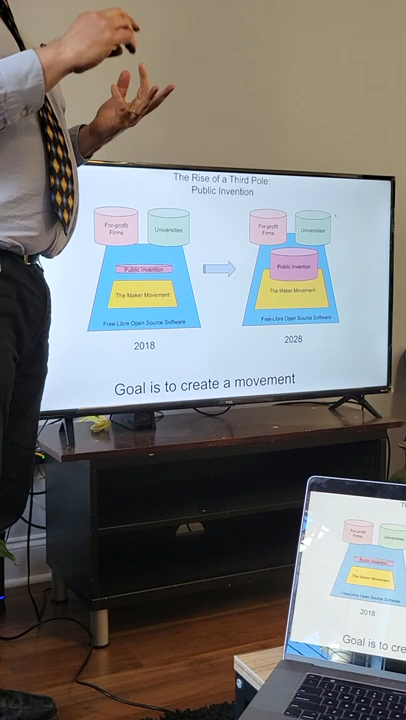 The Rise of a Third Pole:
Public Invention
For-profit
Firms
Universities
Public Invention
The Maker Movement
Free-Libre Open Source Software
2018
For-profit
Firms
Universities
Public Invention
The Maker Movement
Free-Libre Open Source Software
2028
Goal is to create a movement
TCL
For-profit
Firms
Universities
Public Invention
The Maker Movement
Free-Libre Open Source Software
2018
Goal is to cre